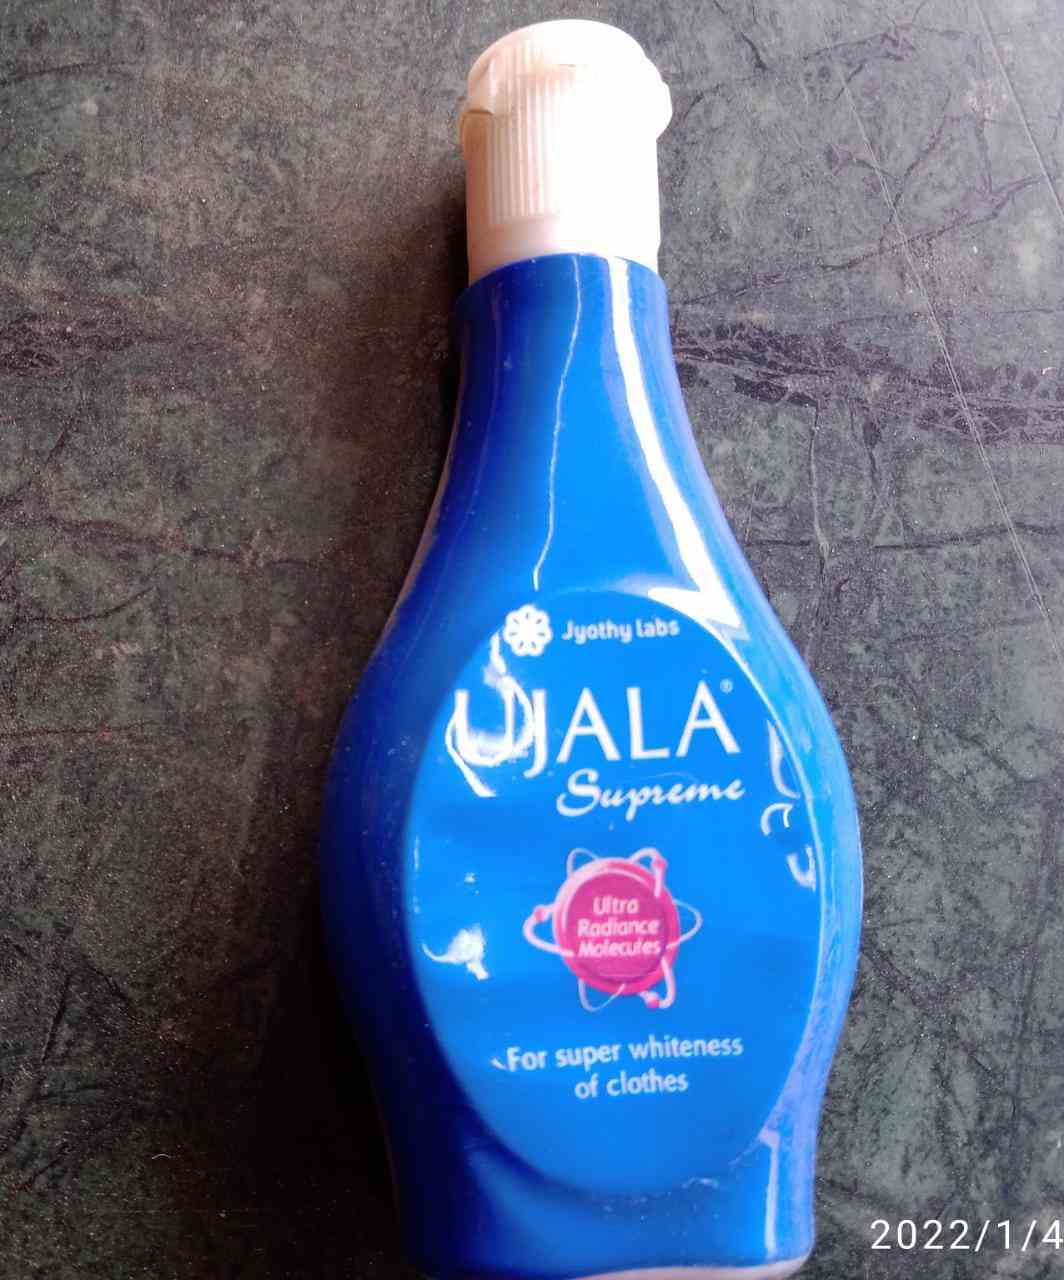 Jyothy labs
UJALA®
Supreme
Ultra
Radiance
Molecules
For super whiteness
of clothes
2022/1/4